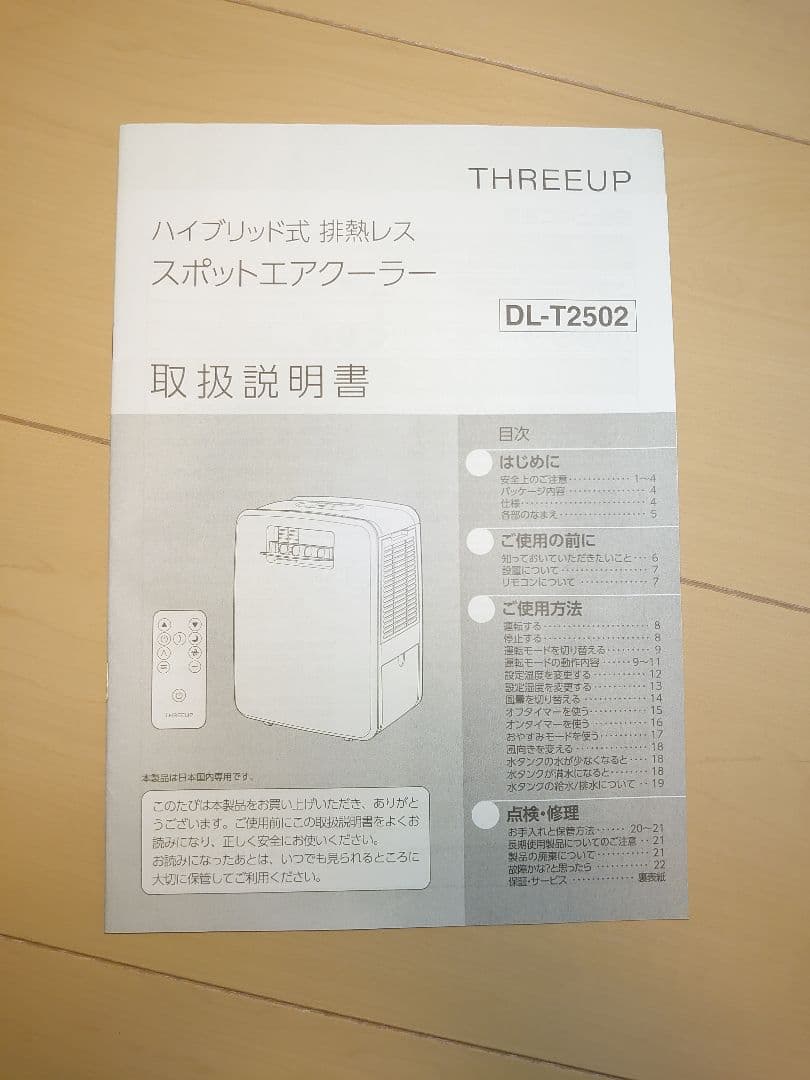 THREEUP
ハイブリッド式 排熱レス
スポットエアクーラー
DL-T2502
取扱説明書
目次
はじめに
安全上のご注意・・・・・・・・・・・・ 1〜4
パッケージ内容・・・・・・・・・・・・・・ 4
仕様・・・・・・・・・・・・・・・・・・・・・・ 4
各部のなまえ・・・・・・・・・・・・・・・ 5
ご使用の前に
知っておいていただきたいこと・・・ 6
設置について・・・・・・・・・・・・・・・ 7
リモコンについて・・・・・・・・・・・・ 7
ご使用方法
運転する・・・・・・・・・・・・・・・・・・ 8
停止する・・・・・・・・・・・・・・・・・・ 8
運転モードを切り替える・・・・・・・・ 9
運転モードの動作内容・・・・・・9〜11
設定温度を変更する・・・・・・・・・・ 12
設定湿度を変更する・・・・・・・・・・ 13
風量を切り替える・・・・・・・・・・・・ 14
オフタイマーを使う・・・・・・・・・・ 15
オンタイマーを使う・・・・・・・・・・ 16
おやすみモードを使う・・・・・・・・ 17
風向きを変える・・・・・・・・・・・・・ 18
水タンクの水が少なくなると・・・・ 18
水タンクが満水になると・・・・・・・ 18
水タンクの給水/排水について・・ 19
点検・修理
お手入れと保管方法・・・・・・ 20〜21
長期使用製品についてのご注意・・ 21
製品の廃棄について・・・・・・・・・・ 21
故障かな?と思ったら・・・・・・・・・ 22
保証・サービス・・・・・・・・・・・・ 裏表紙
THREEUP
本製品は日本国内専用です。
このたびは本製品をお買い上げいただき、ありがと
うございます。ご使用前にこの取扱説明書をよくお
読みになり、正しく安全にお使いください。
お読みになったあとは、いつでも見られるところに
大切に保管してご利用ください。